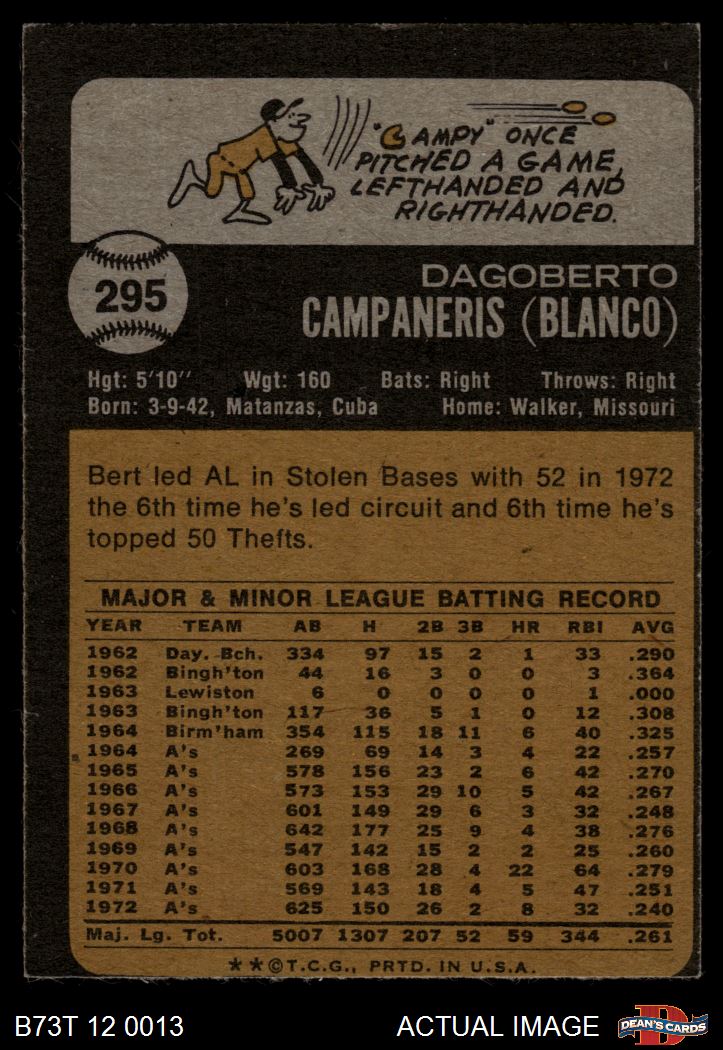 "CAMPY" ONCE
PITCHED A GAME,
LEFTHANDED AND
RIGHTHANDED.
295
DAGOBERTO
CAMPANERIS (BLANCO)
Hgt: 5'10" Wgt: 160 Bats: Right Throws: Right
Born: 3-9-42, Matanzas, Cuba Home: Walker, Missouri
Bert led AL in Stolen Bases with 52 in 1972
the 6th time he's led circuit and 6th time he's
topped 50 Thefts.
MAJOR & MINOR LEAGUE BATTING RECORD
YEAR TEAM AB H 2B 3B HR RBI AVG
1962 Day. Bch. 334 97 15 2 1 33 .290
1962 Bingh'ton 44 16 3 0 0 3 .364
1963 Lewiston 6 0 0 0 0 1 .000
1963 Bingh'ton 117 36 5 1 0 12 .308
1964 Birm'ham 354 115 18 11 6 40 .325
1964 A's 269 69 14 3 4 22 .257
1965 A's 578 156 23 2 6 42 .270
1966 A's 573 153 29 10 5 42 .267
1967 A's 601 149 29 6 3 32 .248
1968 A's 642 177 25 9 4 38 .276
1969 A's 547 142 15 2 2 25 .260
1970 A's 603 168 28 4 22 64 .279
1971 A's 569 143 18 4 5 47 .251
1972 A's 625 150 26 2 8 32 .240
Maj. Lg. Tot. 5007 1307 207 52 59 344 .261
**©T.C.G., PRTD. IN U.S.A.
B73T 12 0013 ACTUAL IMAGE DEAN'S CARDS